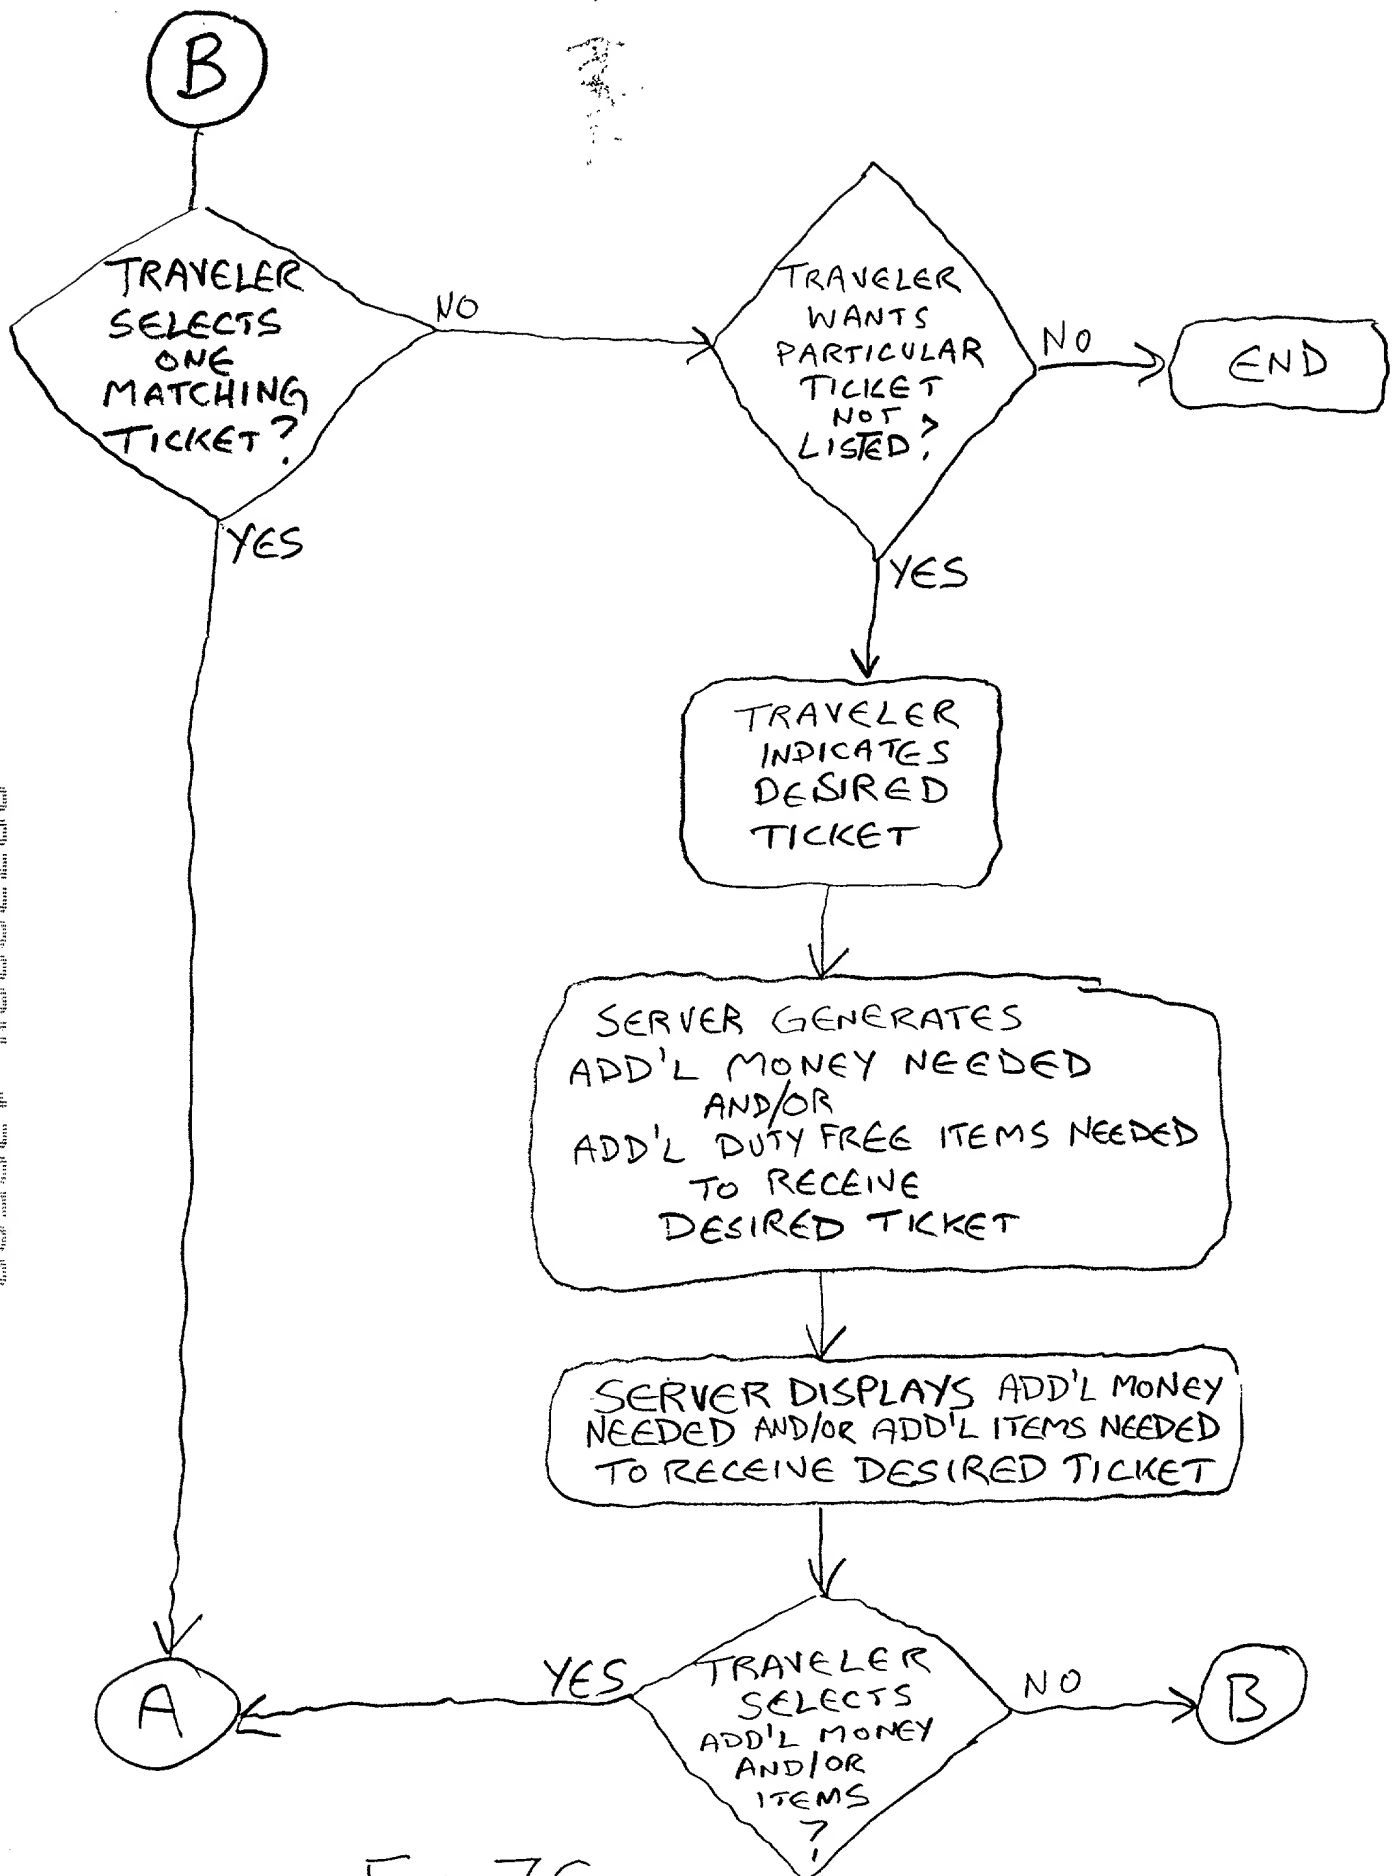 B
TRAVELER
SELECTS
ONE
MATCHING
TICKET?
NO
YES
TRAVELER
WANTS
PARTICULAR
TICKET
NOT
LISTED?
NO
END
YES
TRAVELER
INDICATES
DESIRED
TICKET
SERVER GENERATES
ADD'L MONEY NEEDED
AND/OR
ADD'L DUTY FREE ITEMS NEEDED
TO RECEIVE
DESIRED TICKET
SERVER DISPLAYS ADD'L MONEY
NEEDED AND/OR ADD'L ITEMS NEEDED
TO RECEIVE DESIRED TICKET
TRAVELER
SELECTS
ADD'L MONEY
AND/OR
ITEMS
?
YES
A
NO
B